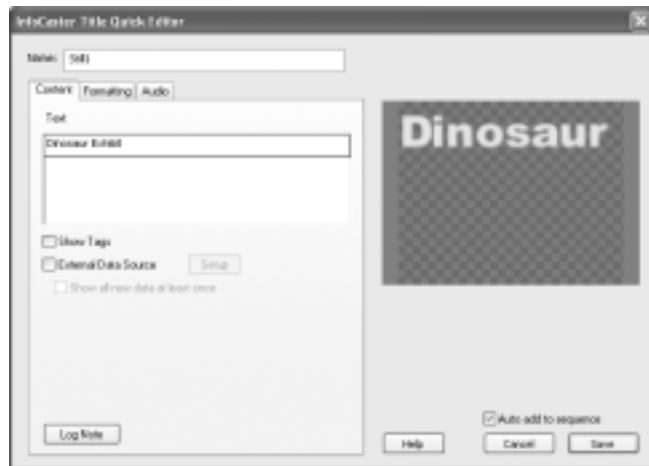 InfoCaster Title Quick Editor
Name: Still1
Content Formatting Audio
Text
Dinosaur Exhibit
Show Tags
External Data Source Setup
Show all new data at least once
Log Note
Dinosaur
Auto add to sequence
Help Cancel Save